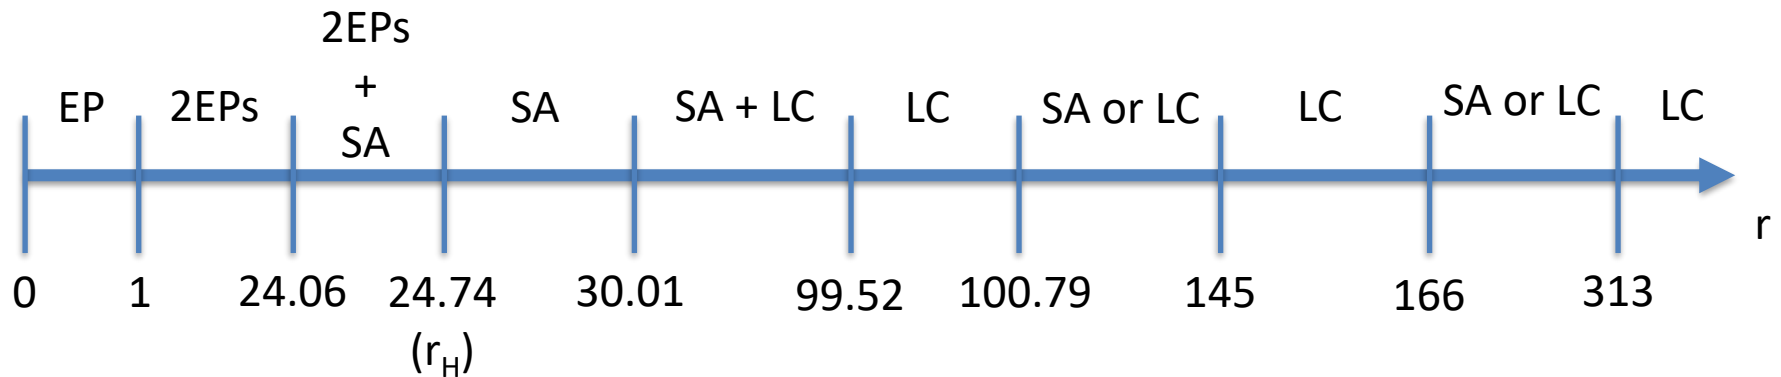 2EPs
+
SA
EP
2EPs
SA
SA + LC
LC
SA or LC
LC
SA or LC
LC
r
0
1
24.06
24.74
30.01
99.52
100.79
145
166
313
(r_H)